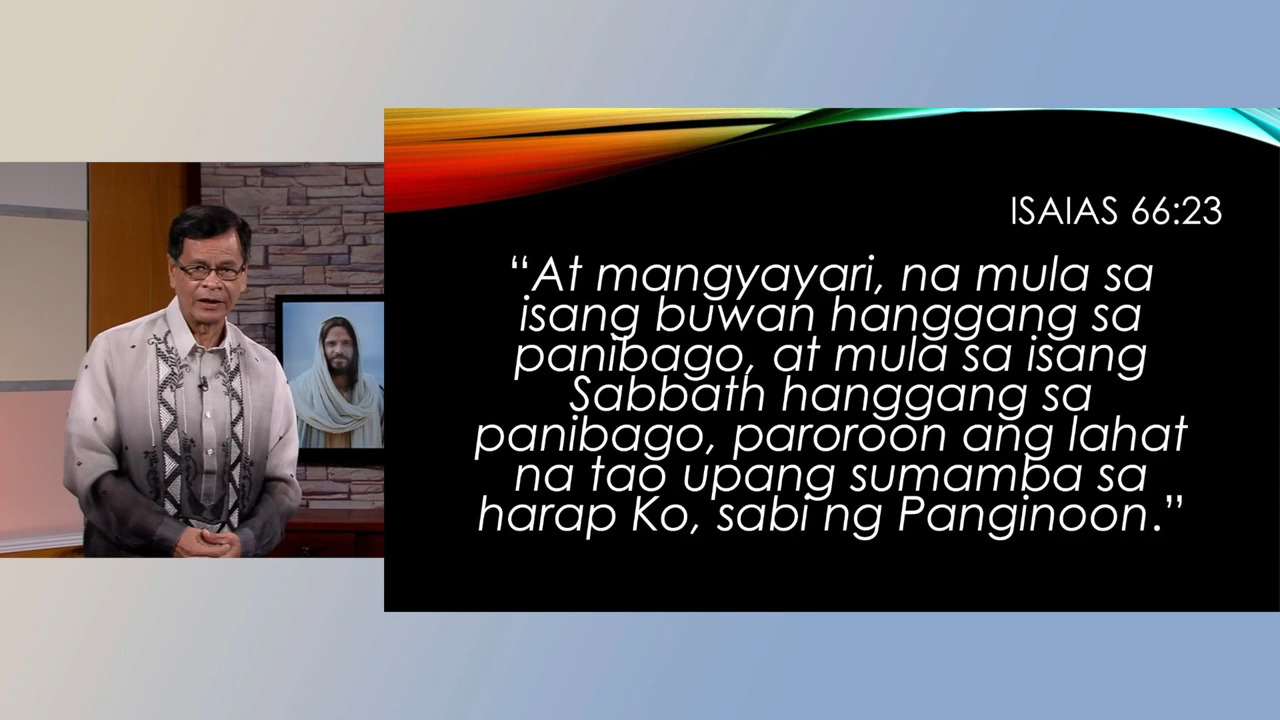 ISAIAS 66:23
“At mangyayari, na mula sa
isang buwan hanggang sa
panibago, at mula sa isang
Sabbath hanggang sa
panibago, paroroon ang lahat
na tao upang sumamba sa
harap Ko, sabi ng Panginoon.”